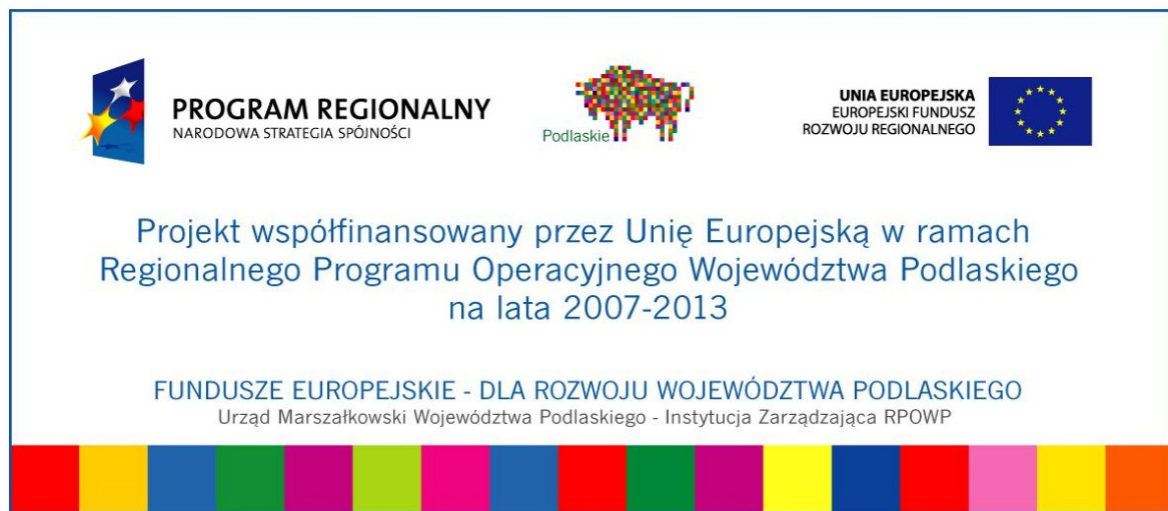 PROGRAM REGIONALNY
NARODOWA STRATEGIA SPÓJNOŚCI
Podlaskie
UNIA EUROPEJSKA
EUROPEJSKI FUNDUSZ
ROZWOJU REGIONALNEGO
Projekt współfinansowany przez Unię Europejską w ramach
Regionalnego Programu Operacyjnego Województwa Podlaskiego
na lata 2007-2013
FUNDUSZE EUROPEJSKIE - DLA ROZWOJU WOJEWÓDZTWA PODLASKIEGO
Urząd Marszałkowski Województwa Podlaskiego - Instytucja Zarządzająca RPOWP